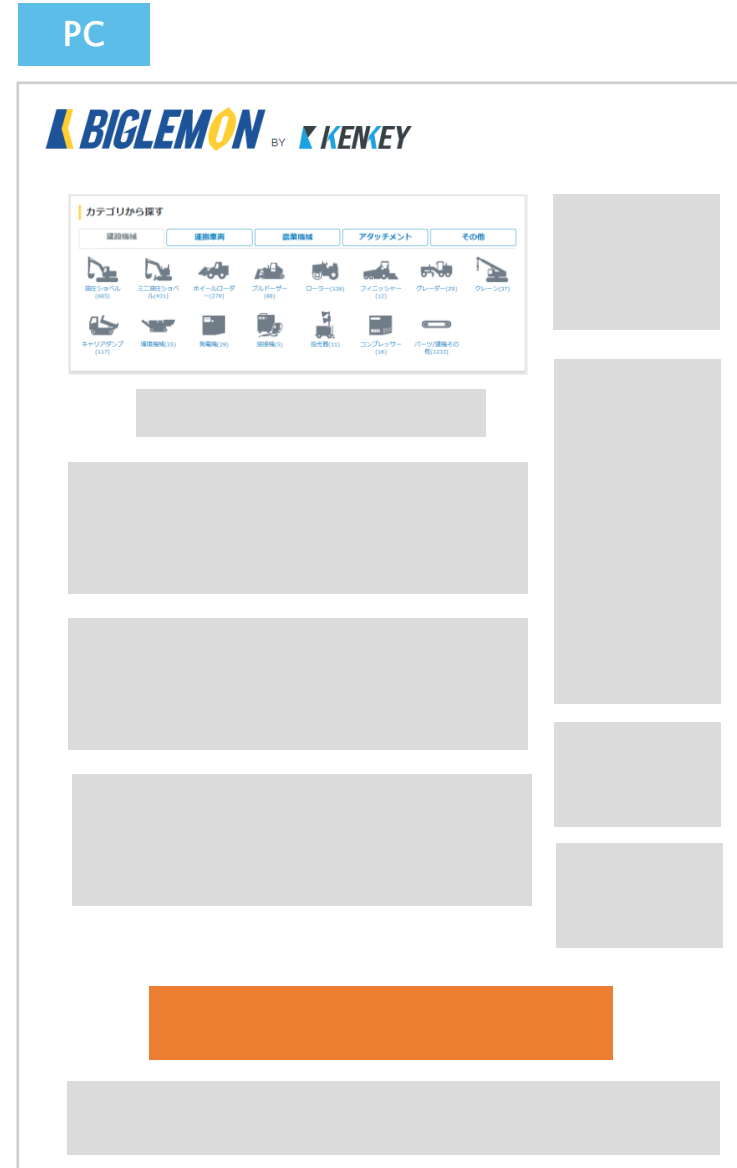 PC
BIGLEMON BY KENKEY
カテゴリから探す
建設機械 運搬車両 農業機械 アタッチメント その他
油圧ショベル ミニ油圧ショベ ホイールローダ ブルドーザー ローラー(136) フィニッシャー グレーダー(29) クレーン(37)
(685) ル(431) ー(279) (88) (12)
キャリアダンプ 環境機械(35) 発電機(29) 溶接機(5) 投光器(11) コンプレッサー パーツ/建機その
(117) (16) 他(1232)